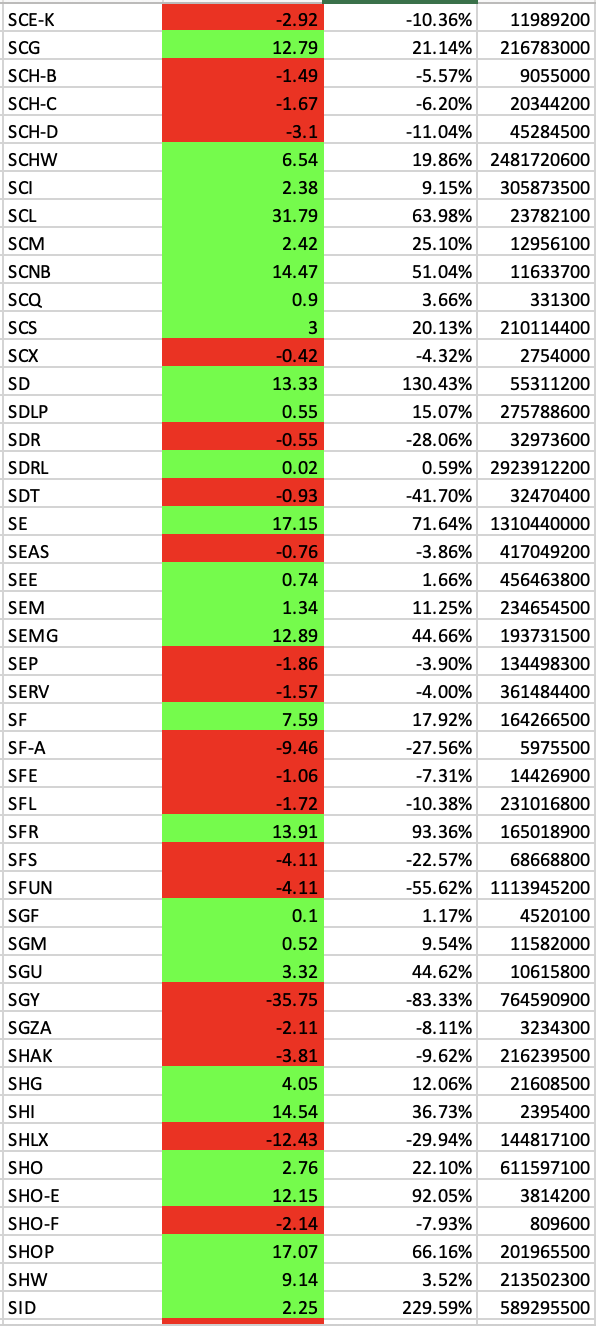 SCE-K -2.92 -10.36% 11989200
SCG 12.79 21.14% 216783000
SCH-B -1.49 -5.57% 9055000
SCH-C -1.67 -6.20% 20344200
SCH-D -3.1 -11.04% 45284500
SCHW 6.54 19.86% 2481720600
SCI 2.38 9.15% 305873500
SCL 31.79 63.98% 23782100
SCM 2.42 25.10% 12956100
SCNB 14.47 51.04% 11633700
SCQ 0.9 3.66% 331300
SCS 3 20.13% 210114400
SCX -0.42 -4.32% 2754000
SD 13.33 130.43% 55311200
SDLP 0.55 15.07% 275788600
SDR -0.55 -28.06% 32973600
SDRL 0.02 0.59% 2923912200
SDT -0.93 -41.70% 32470400
SE 17.15 71.64% 1310440000
SEAS -0.76 -3.86% 417049200
SEE 0.74 1.66% 456463800
SEM 1.34 11.25% 234654500
SEMG 12.89 44.66% 193731500
SEP -1.86 -3.90% 134498300
SERV -1.57 -4.00% 361484400
SF 7.59 17.92% 164266500
SF-A -9.46 -27.56% 5975500
SFE -1.06 -7.31% 14426900
SFL -1.72 -10.38% 231016800
SFR 13.91 93.36% 165018900
SFS -4.11 -22.57% 68668800
SFUN -4.11 -55.62% 1113945200
SGF 0.1 1.17% 4520100
SGM 0.52 9.54% 11582000
SGU 3.32 44.62% 10615800
SGY -35.75 -83.33% 764590900
SGZA -2.11 -8.11% 3234300
SHAK -3.81 -9.62% 216239500
SHG 4.05 12.06% 21608500
SHI 14.54 36.73% 2395400
SHLX -12.43 -29.94% 144817100
SHO 2.76 22.10% 611597100
SHO-E 12.15 92.05% 3814200
SHO-F -2.14 -7.93% 809600
SHOP 17.07 66.16% 201965500
SHW 9.14 3.52% 213502300
SID 2.25 229.59% 589295500